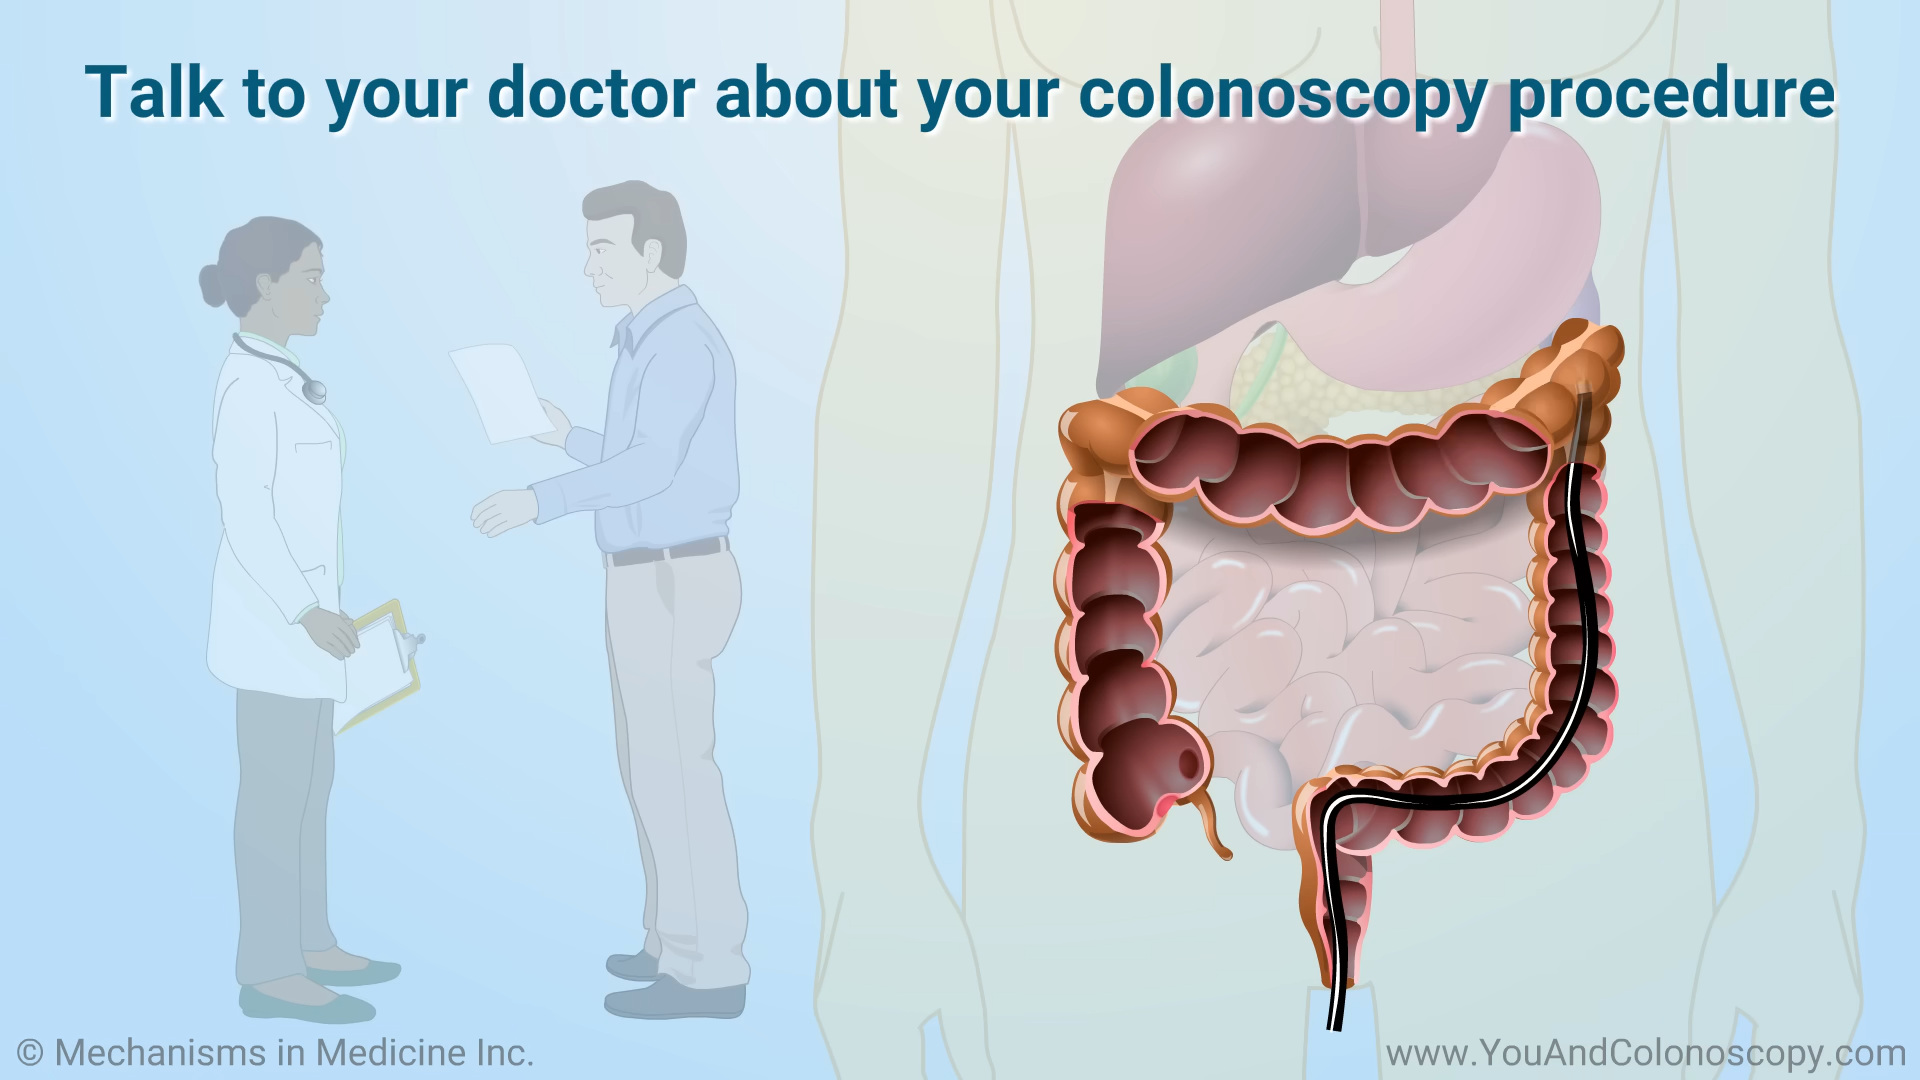 Talk to your doctor about your colonoscopy procedure
© Mechanisms in Medicine Inc.
www.YouAndColonoscopy.com